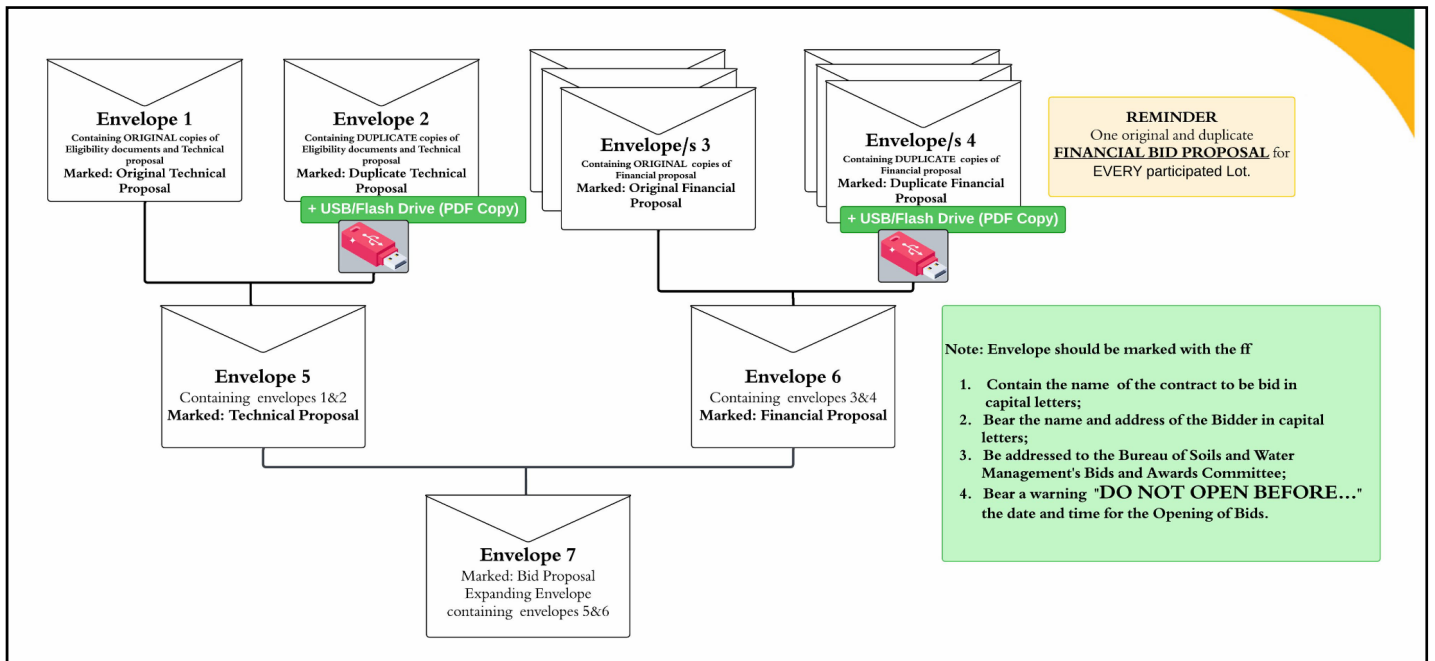 Envelope 1
Containing ORIGINAL copies of
Eligibility documents and Technical
proposal
Marked: Original Technical
Proposal
Envelope 2
Containing DUPLICATE copies of
Eligibility documents and Technical
proposal
Marked: Duplicate Technical
Proposal
+ USB/Flash Drive (PDF Copy)
Envelope/s 3
Containing ORIGINAL copies of
Financial proposal
Marked: Original Financial
Proposal
Envelope/s 4
Containing DUPLICATE copies of
Financial proposal
Marked: Duplicate Financial
Proposal
+ USB/Flash Drive (PDF Copy)
REMINDER
One original and duplicate
FINANCIAL BID PROPOSAL for
EVERY participated Lot.
Envelope 5
Containing envelopes 1&2
Marked: Technical Proposal
Envelope 6
Containing envelopes 3&4
Marked: Financial Proposal
Note: Envelope should be marked with the ff
1. Contain the name of the contract to be bid in
capital letters;
2. Bear the name and address of the Bidder in capital
letters;
3. Be addressed to the Bureau of Soils and Water
Management's Bids and Awards Committee;
4. Bear a warning "DO NOT OPEN BEFORE..."
the date and time for the Opening of Bids.
Envelope 7
Marked: Bid Proposal
Expanding Envelope
containing envelopes 5&6